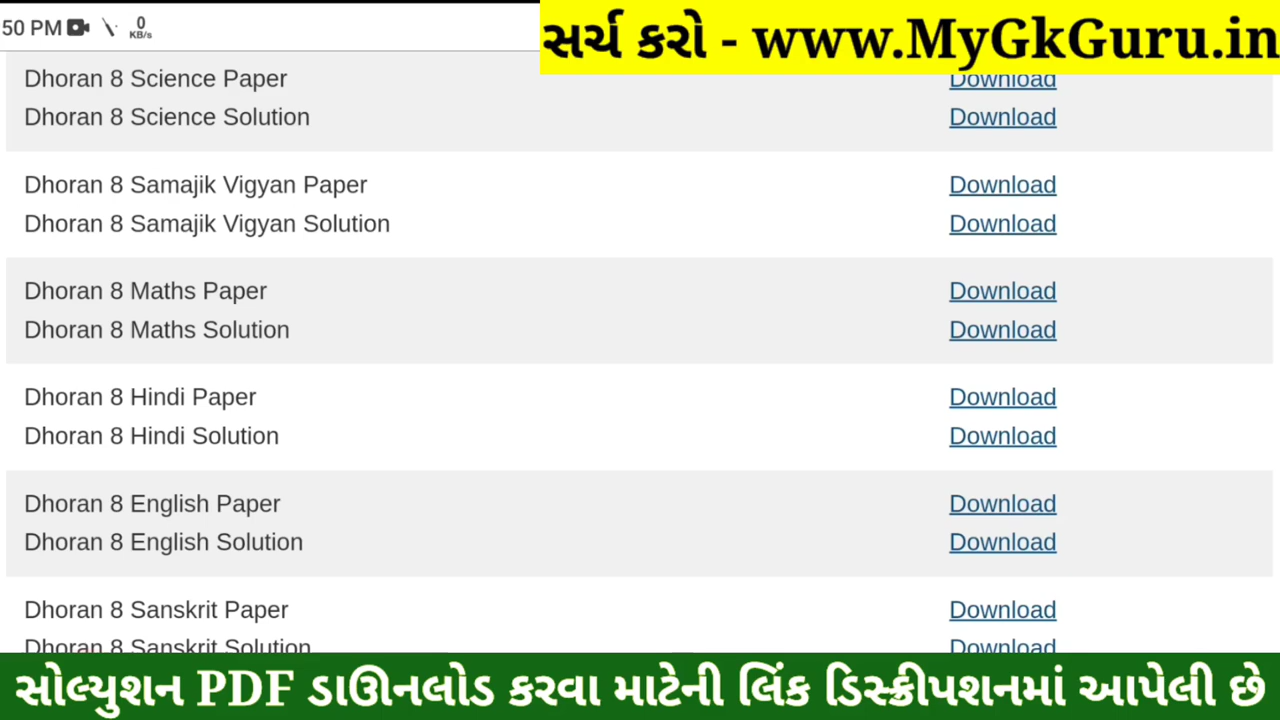 50 PM 0 KB/s
સર્ચ કરો - www.MyGkGuru.in
Dhoran 8 Science Paper Download
Dhoran 8 Science Solution Download
Dhoran 8 Samajik Vigyan Paper Download
Dhoran 8 Samajik Vigyan Solution Download
Dhoran 8 Maths Paper Download
Dhoran 8 Maths Solution Download
Dhoran 8 Hindi Paper Download
Dhoran 8 Hindi Solution Download
Dhoran 8 English Paper Download
Dhoran 8 English Solution Download
Dhoran 8 Sanskrit Paper Download
Dhoran 8 Sanskrit Solution Download
સોલ્યુશન PDF ડાઊનલોડ કરવા માટેની લિંક ડિસ્ક્રીપશનમાં આપેલી છે